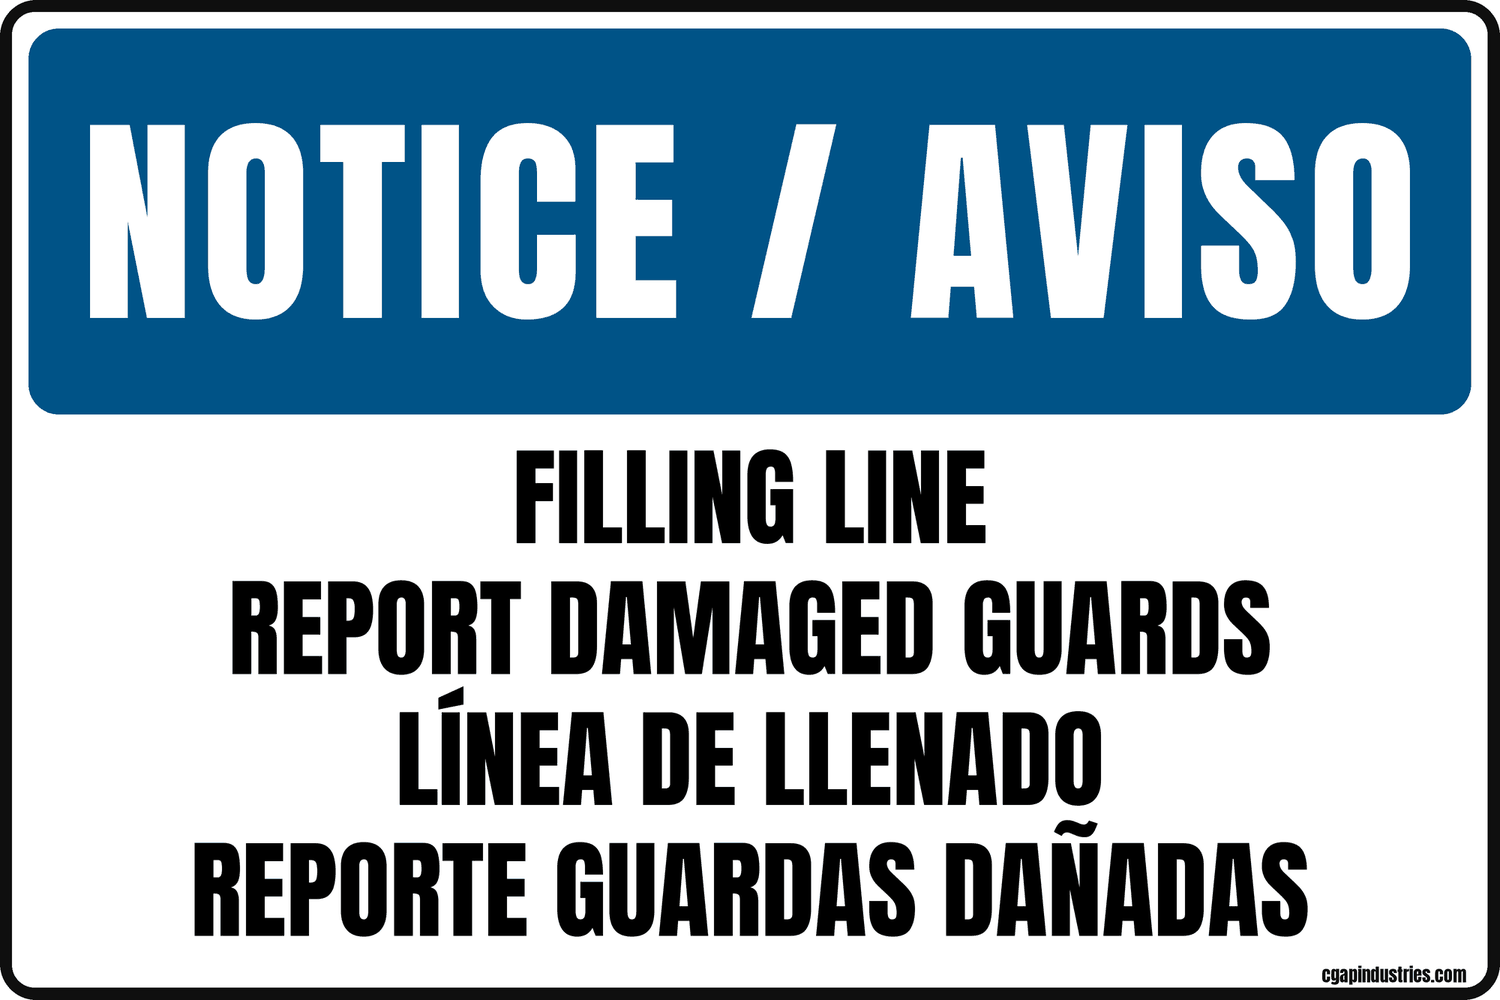 NOTICE / AVISO
FILLING LINE
REPORT DAMAGED GUARDS
LÍNEA DE LLENADO
REPORTE GUARDAS DAÑADAS
cgapindustries.com